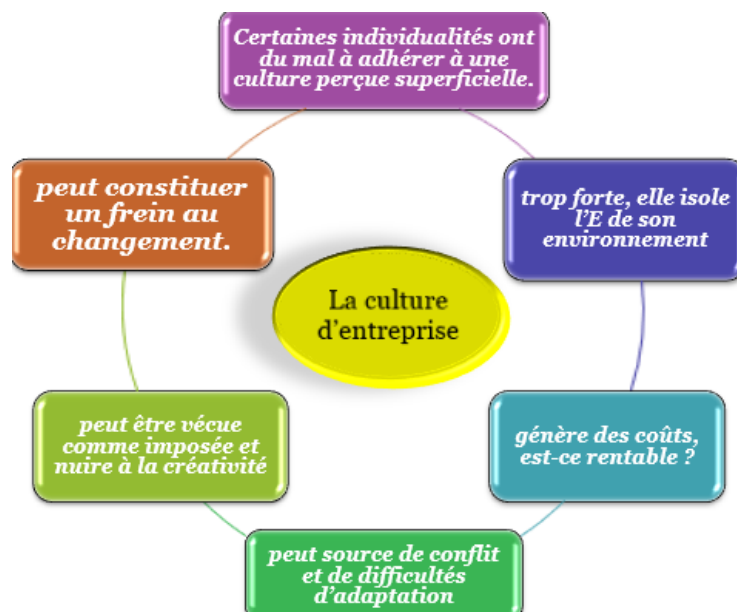 Certaines individualités ont
du mal à adhérer à une
culture perçue superficielle.
peut constituer
un frein au
changement.
trop forte, elle isole
l'E de son
environnement
La culture
d'entreprise
peut être vécue
comme imposée et
nuire à la créativité
génère des coûts,
est-ce rentable ?
peut source de conflit
et de difficultés
d'adaptation